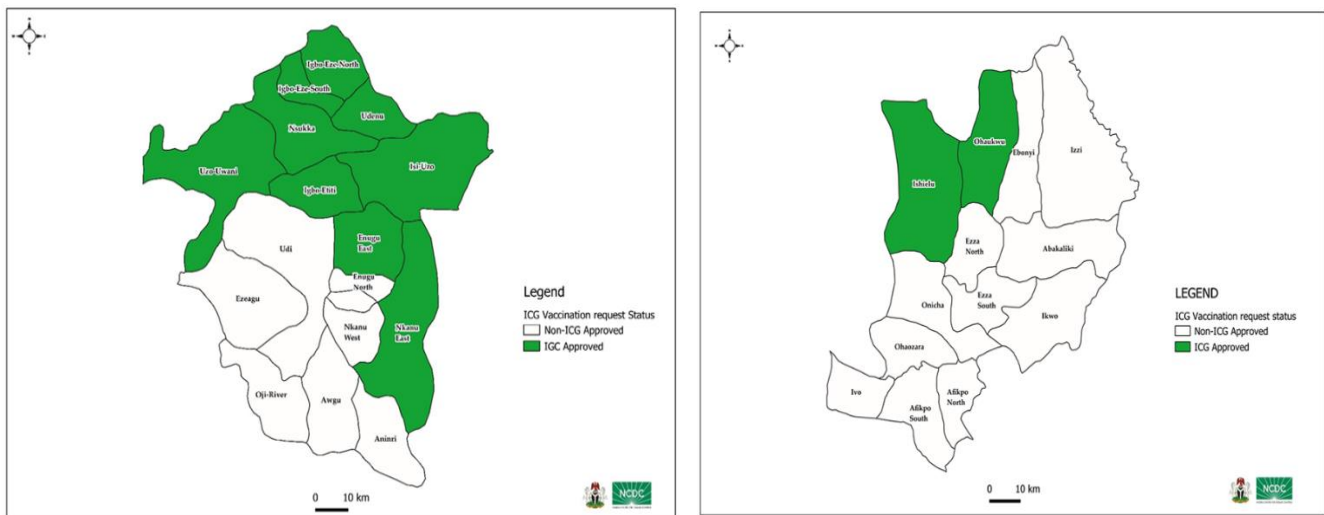 Igbo-Eze-North
Igbo-Eze-South
Udenu
Nsukka
Isi-Uzo
Uzo-Uwani
Igbo-Etiti
Enugu
East
Udi
Enugu
North
Ezeagu
Nkanu
West
Nkanu
East
Oji-River
Awgu
Aninri
Legend
ICG Vaccination request Status
Non-ICG Approved
IGC Approved
0 10 km
NCDC
Ohaukwu
Ebonyi
Izzi
Ishielu
Ezza
North
Abakaliki
Ezza
South
Onicha
Ikwo
Ohaozara
Ivo
Afikpo
North
Afikpo
South
LEGEND
ICG Vaccination request status
Non-ICG Approved
ICG Approved
0 10 km
NCDC